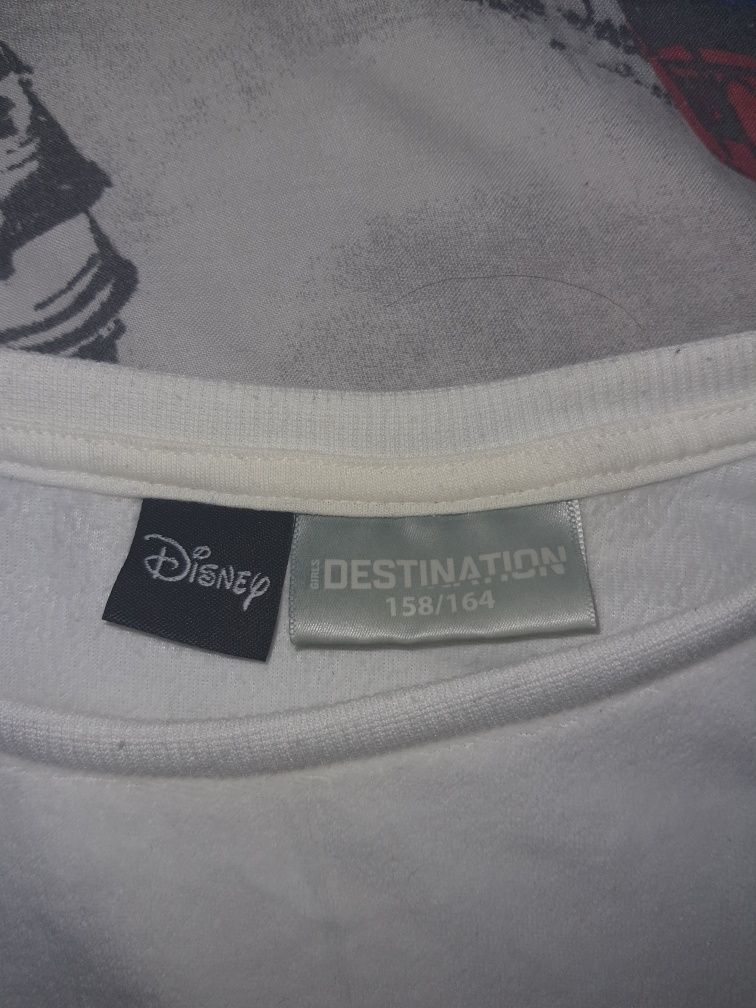 Disney
GIRLS
DESTINATION
158/164